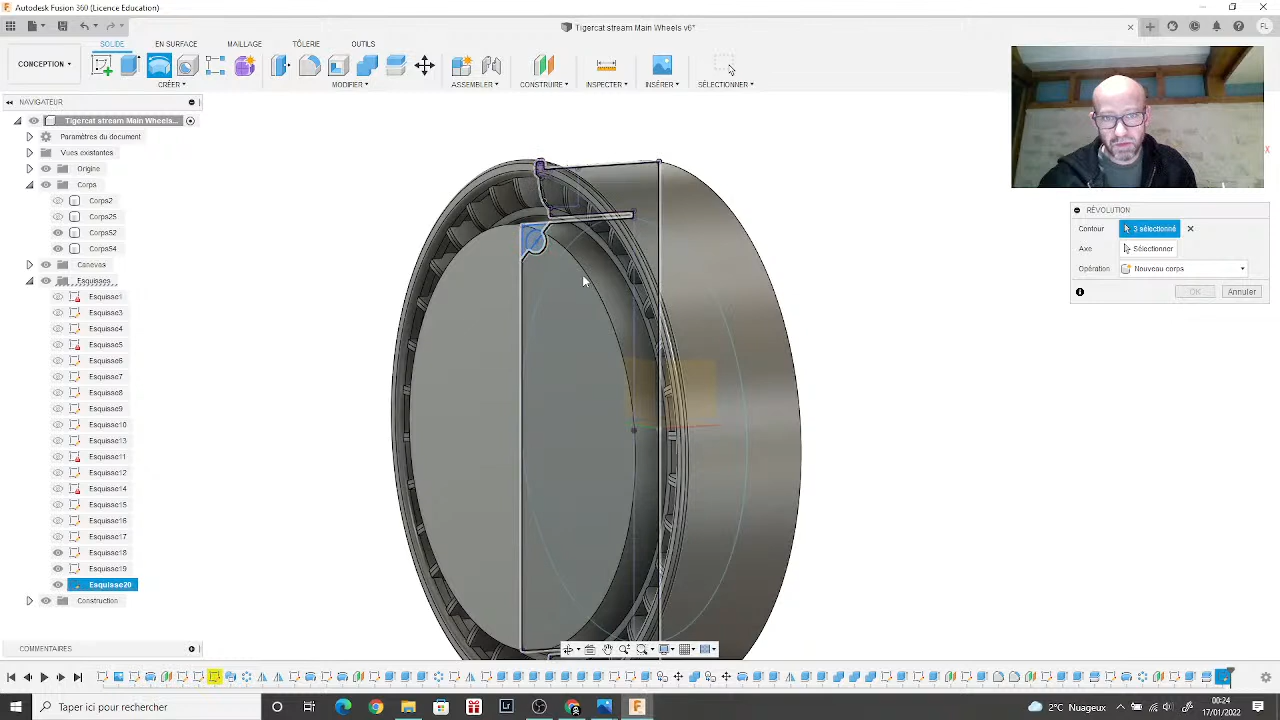 Autodesk Fusion 360 (Licence Education)
Tigercat stream Main Wheels v6*
FL
SOLIDE
EN SURFACE
MAILLAGE
TÔLERIE
OUTILS
CONCEPTION
CRÉER
MODIFIER
ASSEMBLER
CONSTRUIRE
INSPECTER
INSÉRER
SÉLECTIONNER
NAVIGATEUR
Tigercat stream Main Wheels...
Paramètres du document
Vues existantes
Origine
Corps
Corps2
Corps25
Corps52
Corps54
Canevas
Esquisses
Esquisse1
Esquisse3
Esquisse4
Esquisse5
Esquisse6
Esquisse7
Esquisse8
Esquisse9
Esquisse10
Esquisse13
Esquisse11
Esquisse12
Esquisse14
Esquisse15
Esquisse16
Esquisse17
Esquisse18
Esquisse19
Esquisse20
Construction
X
RÉVOLUTION
Contour
3 sélectionné
Axe
Sélectionner
Opération
Nouveau corps
OK
Annuler
COMMENTAIRES
Taper ici pour rechercher
2°C Nuageux
00:24
17/01/2022